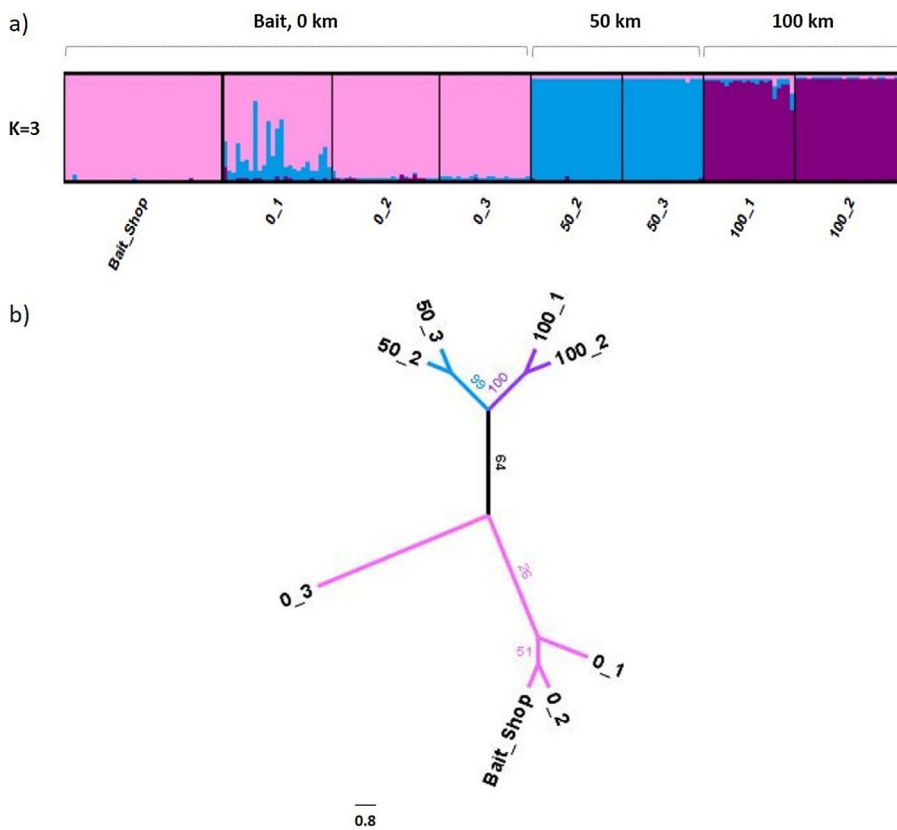 a)
Bait, 0 km 50 km 100 km
K=3
Bait_Shop 0_1 0_2 0_3 50_2 50_3 100_1 100_2
b)
50_3 100_1
50_2 100_2
99 100
64
0_3
26
0_1
51
Bait_Shop 0_2
0.8